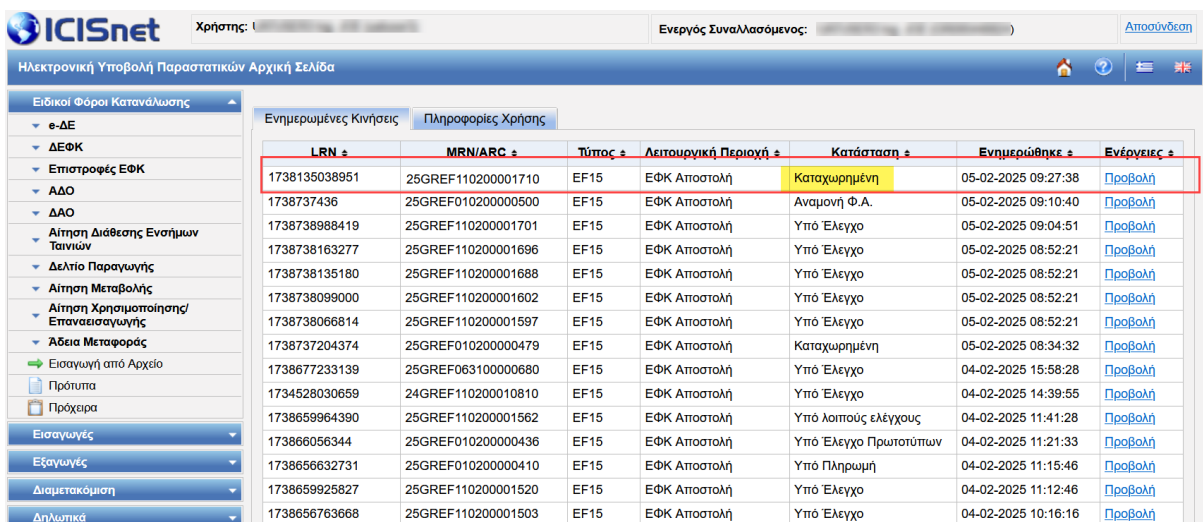 ICISnet
Χρήστης:
Ενεργός Συναλλασόμενος:
Αποσύνδεση
Ηλεκτρονική Υποβολή Παραστατικών Αρχική Σελίδα
Ειδικοί Φόροι Κατανάλωσης
e-ΔΕ
ΔΕΦΚ
Επιστροφές ΕΦΚ
ΑΔΟ
ΔΑΟ
Αίτηση Διάθεσης Ενσήμων
Ταινιών
Δελτίο Παραγωγής
Αίτηση Μεταβολής
Αίτηση Χρησιμοποίησης/
Επαναεισαγωγής
Άδεια Μεταφοράς
Εισαγωγή από Αρχείο
Πρότυπα
Πρόχειρα
Εισαγωγές
Εξαγωγές
Διαμετακόμιση
Δηλωτικά
Ενημερωμένες Κινήσεις Πληροφορίες Χρήσης
LRN MRN/ARC Τύπος Λειτουργική Περιοχή Κατάσταση Ενημερώθηκε Ενέργειες
1738135038951 25GREF110200001710 EF15 ΕΦΚ Αποστολή Καταχωρημένη 05-02-2025 09:27:38 Προβολή
1738737436 25GREF010200000500 EF15 ΕΦΚ Αποστολή Αναμονή Φ.Α. 05-02-2025 09:10:40 Προβολή
1738738988419 25GREF110200001701 EF15 ΕΦΚ Αποστολή Υπό Έλεγχο 05-02-2025 09:04:51 Προβολή
1738738163277 25GREF110200001696 EF15 ΕΦΚ Αποστολή Υπό Έλεγχο 05-02-2025 08:52:21 Προβολή
1738738135180 25GREF110200001688 EF15 ΕΦΚ Αποστολή Υπό Έλεγχο 05-02-2025 08:52:21 Προβολή
1738738099000 25GREF110200001602 EF15 ΕΦΚ Αποστολή Υπό Έλεγχο 05-02-2025 08:52:21 Προβολή
1738738066814 25GREF110200001597 EF15 ΕΦΚ Αποστολή Υπό Έλεγχο 05-02-2025 08:52:21 Προβολή
1738737204374 25GREF010200000479 EF15 ΕΦΚ Αποστολή Καταχωρημένη 05-02-2025 08:34:32 Προβολή
1738677233139 25GREF063100000680 EF15 ΕΦΚ Αποστολή Υπό Έλεγχο 04-02-2025 15:58:28 Προβολή
1734528030659 24GREF110200010810 EF15 ΕΦΚ Αποστολή Υπό Έλεγχο 04-02-2025 14:39:55 Προβολή
1738659964390 25GREF110200001562 EF15 ΕΦΚ Αποστολή Υπό λοιπούς ελέγχους 04-02-2025 11:41:28 Προβολή
173866056344 25GREF010200000436 EF15 ΕΦΚ Αποστολή Υπό Έλεγχο Πρωτοτύπων 04-02-2025 11:21:33 Προβολή
1738656632731 25GREF010200000410 EF15 ΕΦΚ Αποστολή Υπό Πληρωμή 04-02-2025 11:15:46 Προβολή
1738659925827 25GREF110200001520 EF15 ΕΦΚ Αποστολή Υπό Έλεγχο 04-02-2025 11:12:46 Προβολή
1738656763668 25GREF110200001503 EF15 ΕΦΚ Αποστολή Υπό Έλεγχο 04-02-2025 10:16:16 Προβολή